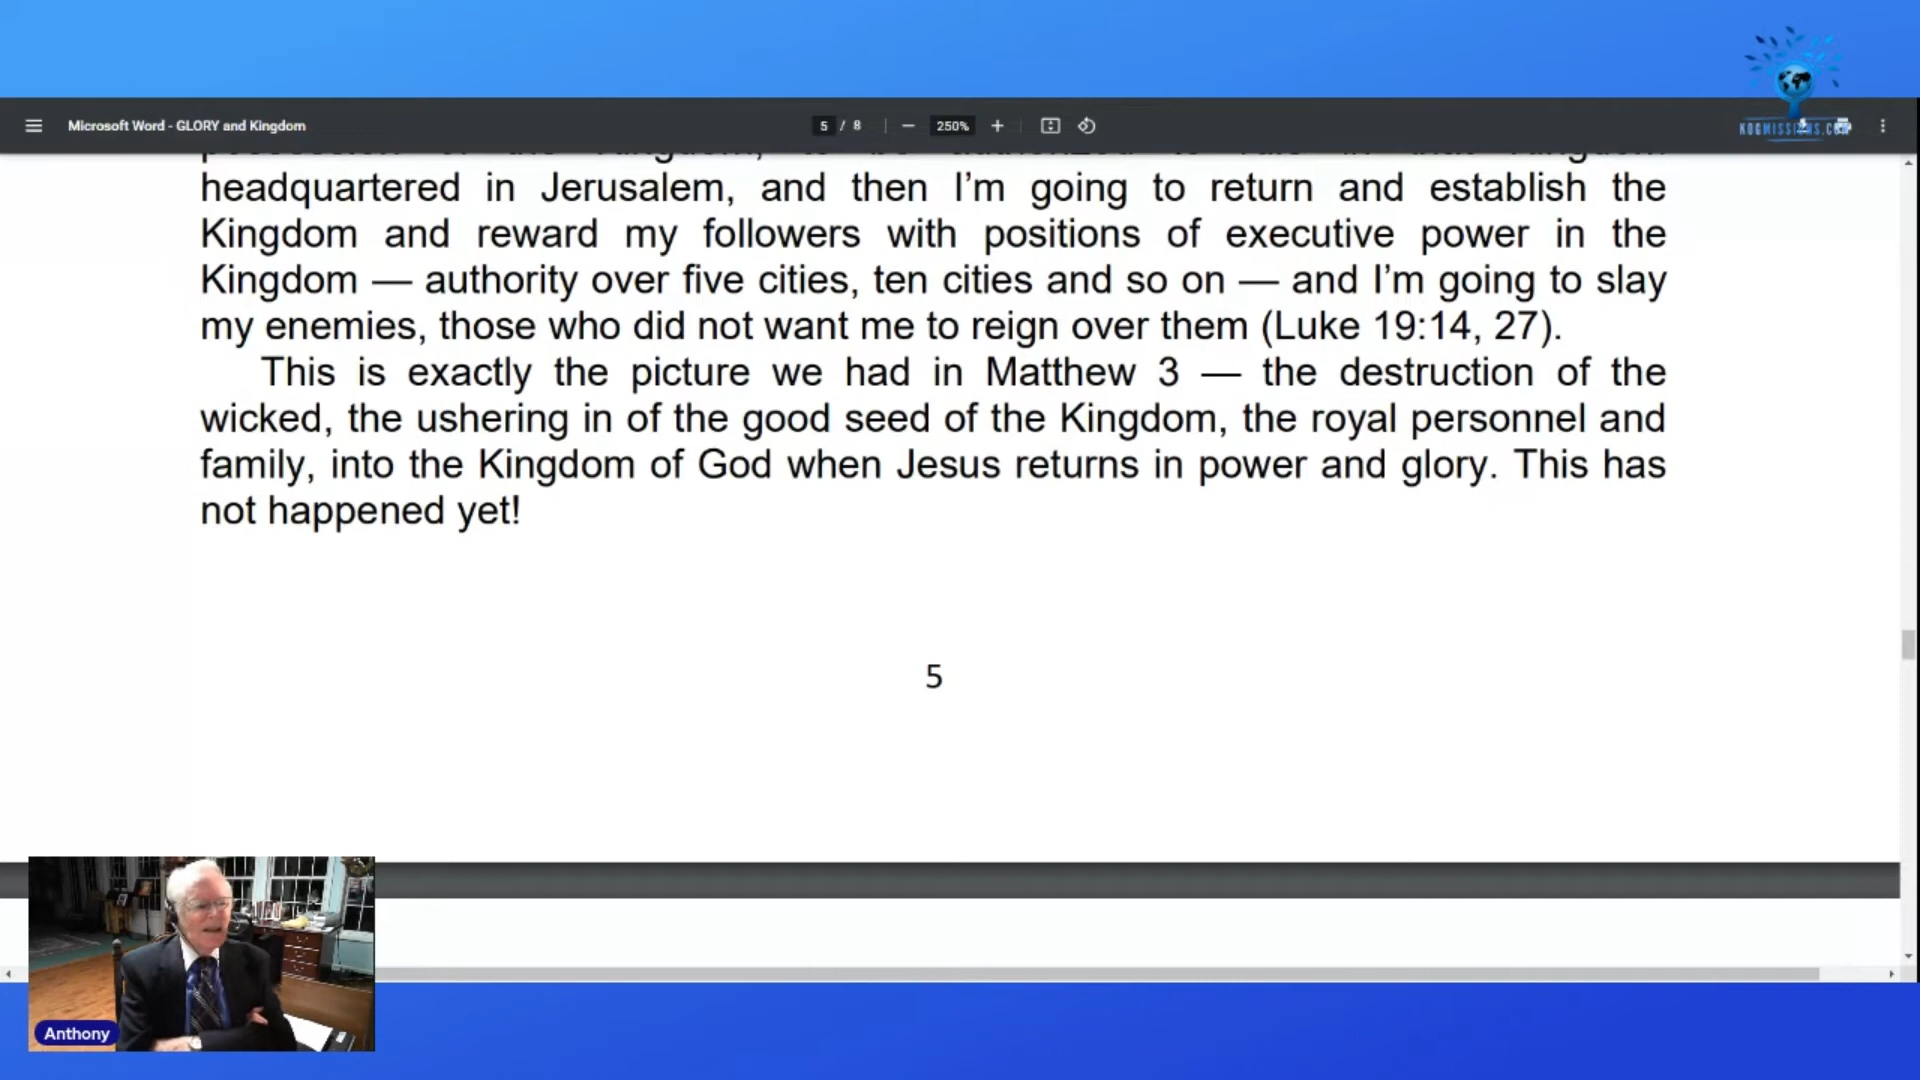 KOGMISSIONS.COM
Microsoft Word - GLORY and Kingdom
5 / 8
250%
headquartered in Jerusalem, and then I’m going to return and establish the
Kingdom and reward my followers with positions of executive power in the
Kingdom — authority over five cities, ten cities and so on — and I’m going to slay
my enemies, those who did not want me to reign over them (Luke 19:14, 27).
This is exactly the picture we had in Matthew 3 — the destruction of the
wicked, the ushering in of the good seed of the Kingdom, the royal personnel and
family, into the Kingdom of God when Jesus returns in power and glory. This has
not happened yet!
5
Anthony